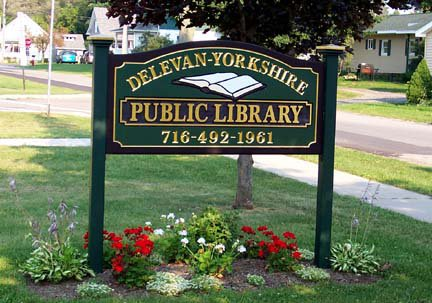 DELEVAN-YORKSHIRE
PUBLIC LIBRARY
716-492-1961